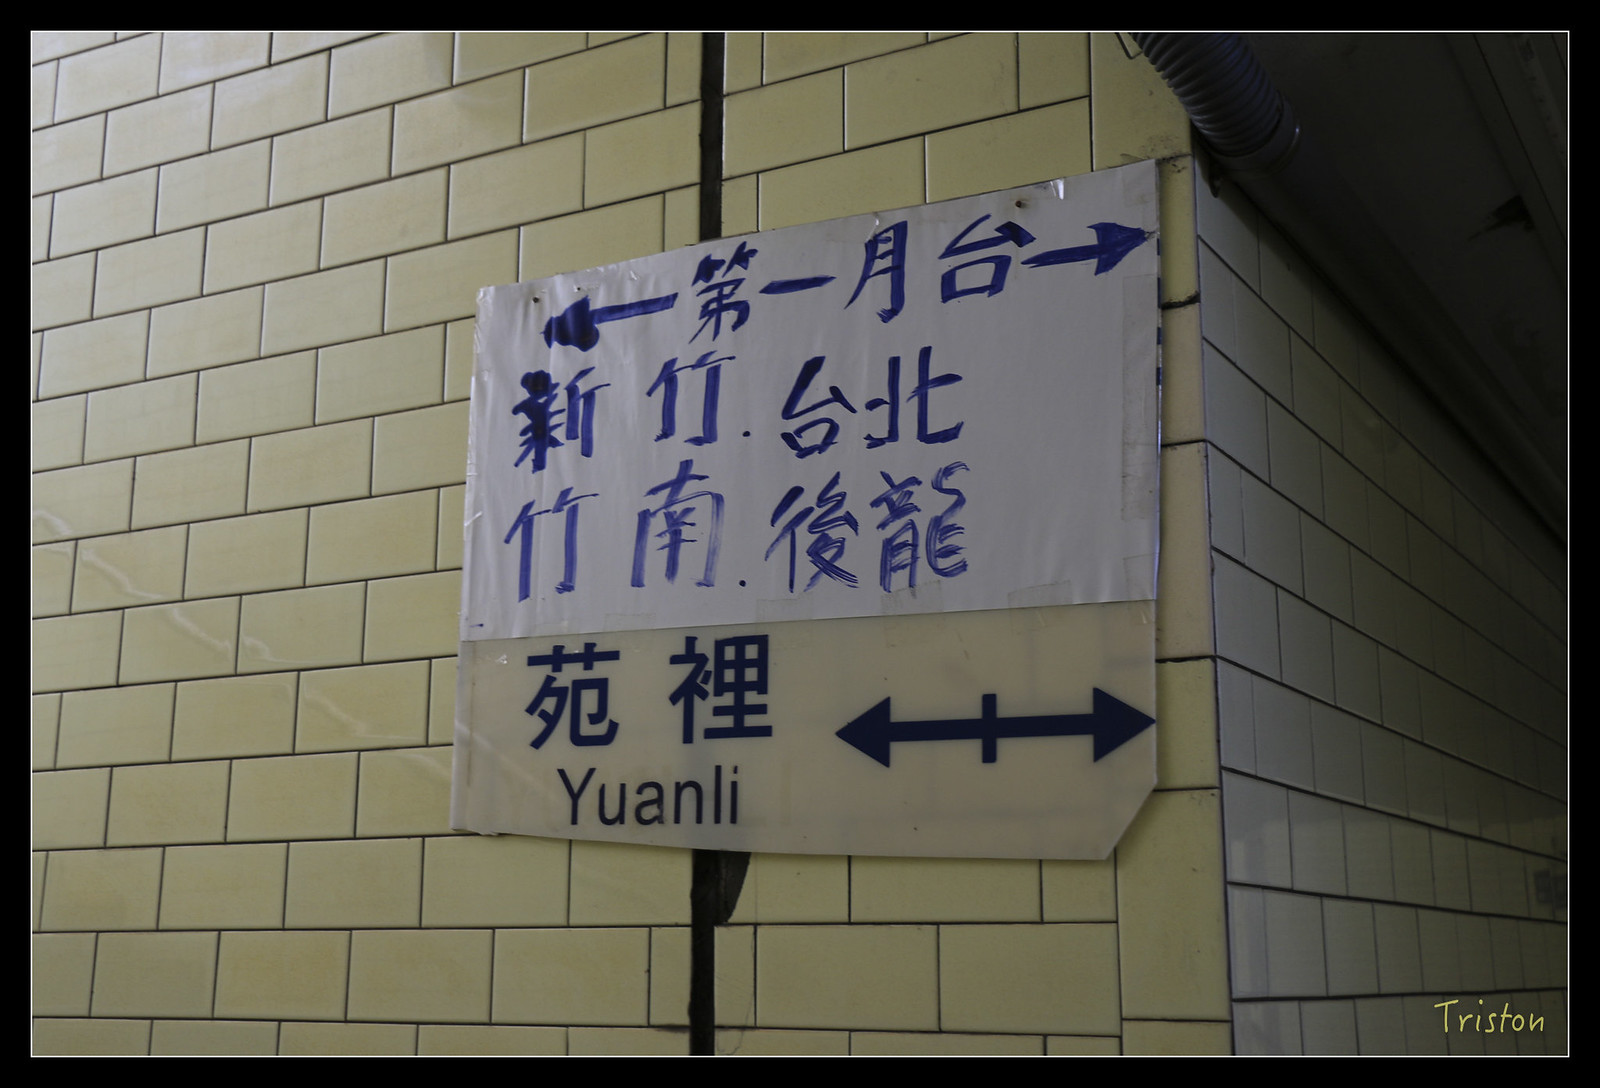 ←第一月台→
新竹.台北
竹南.後龍
苑裡
Yuanli
Triston